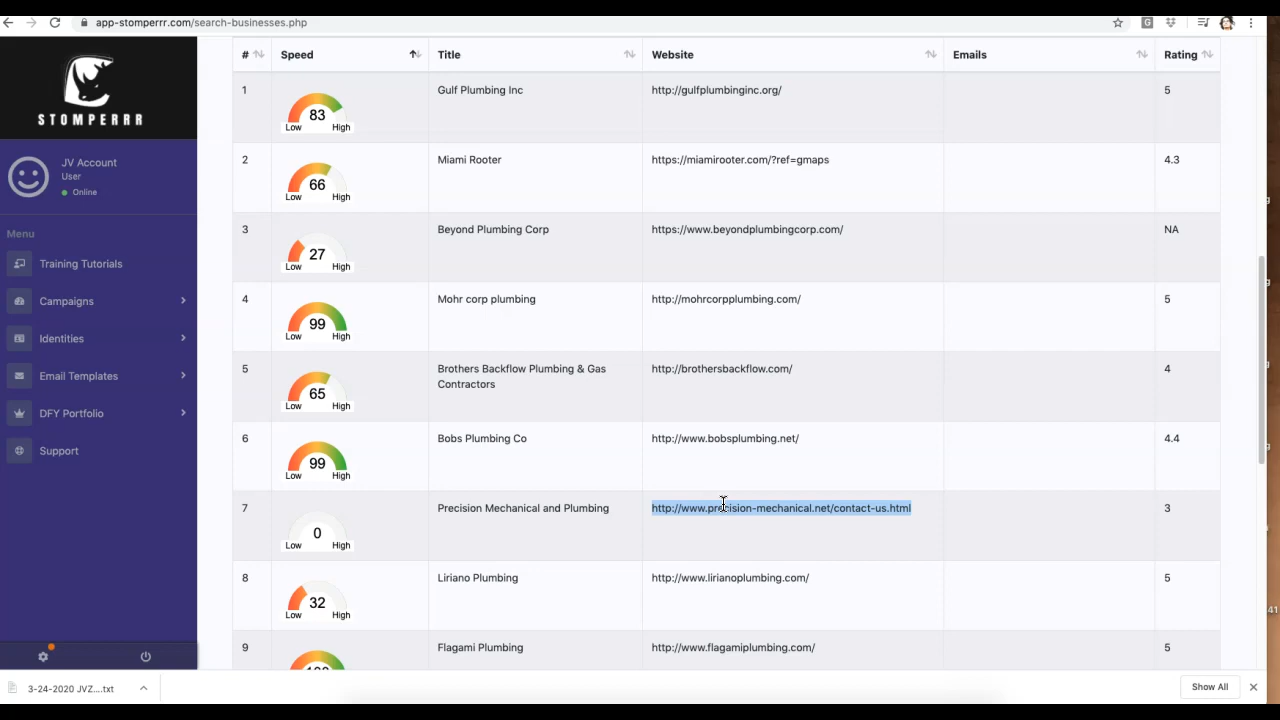 app-stomperrr.com/search-businesses.php
# Speed Title Website Emails Rating
STOMPERRR
JV Account
User
Online
Menu
Training Tutorials
Campaigns
Identities
Email Templates
DFY Portfolio
Support
1 83 Low High Gulf Plumbing Inc http://gulfplumbinginc.org/ 5
2 66 Low High Miami Rooter https://miamirooter.com/?ref=gmaps 4.3
3 27 Low High Beyond Plumbing Corp https://www.beyondplumbingcorp.com/ NA
4 99 Low High Mohr corp plumbing http://mohrcorpplumbing.com/ 5
5 65 Low High Brothers Backflow Plumbing & Gas http://brothersbackflow.com/ 4
Contractors
6 99 Low High Bobs Plumbing Co http://www.bobsplumbing.net/ 4.4
7 0 Low High Precision Mechanical and Plumbing http://www.precision-mechanical.net/contact-us.html 3
8 32 Low High Liriano Plumbing http://www.lirianoplumbing.com/ 5
9 Flagami Plumbing http://www.flagamiplumbing.com/ 5
41
3-24-2020 JVZ....txt
Show All